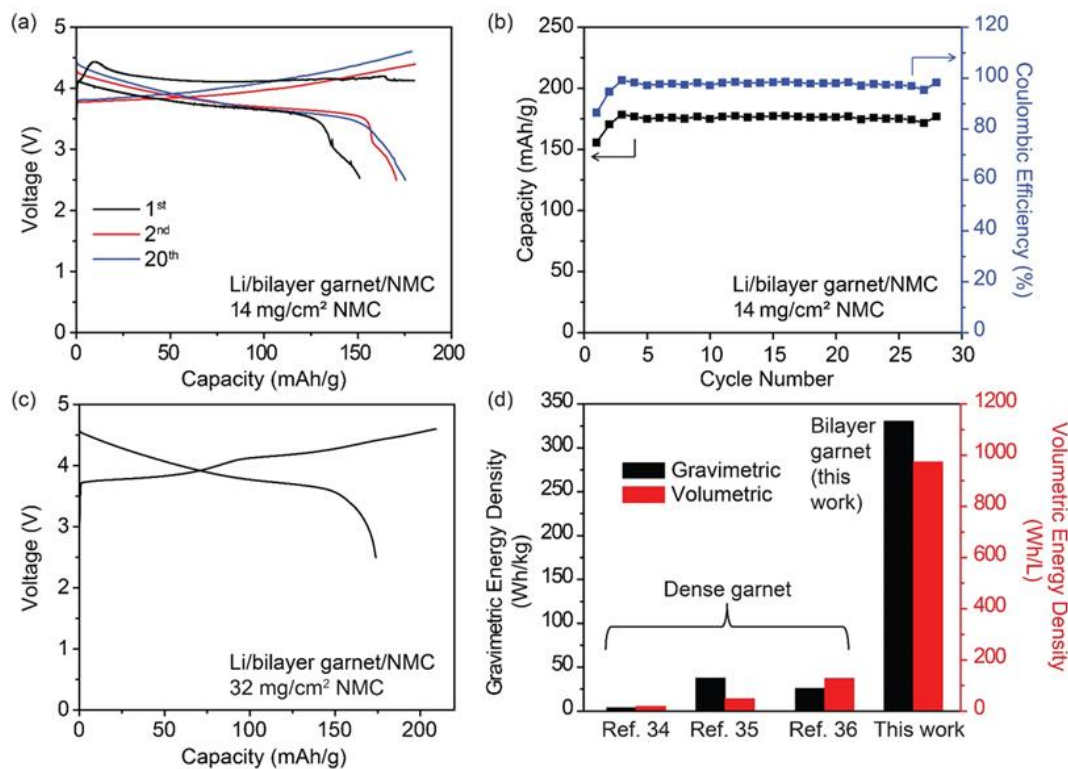 (a)
5
4
3
2
1
0
Voltage (V)
1st
2nd
20th
Li/bilayer garnet/NMC
14 mg/cm² NMC
0 50 100 150 200
Capacity (mAh/g)
(b)
250
200
150
100
50
0
Capacity (mAh/g)
120
100
80
60
40
20
0
Coulombic Efficiency (%)
Li/bilayer garnet/NMC
14 mg/cm² NMC
0 5 10 15 20 25 30
Cycle Number
(c)
5
4
3
2
1
0
Voltage (V)
Li/bilayer garnet/NMC
32 mg/cm² NMC
0 50 100 150 200
Capacity (mAh/g)
(d)
350
325
300
275
250
100
75
50
25
0
Gravimetric Energy Density
(Wh/kg)
1200
1000
800
600
400
200
0
Volumetric Energy Density
(Wh/L)
Gravimetric
Volumetric
Bilayer
garnet
(this
work)
Dense garnet
Ref. 34 Ref. 35 Ref. 36 This work